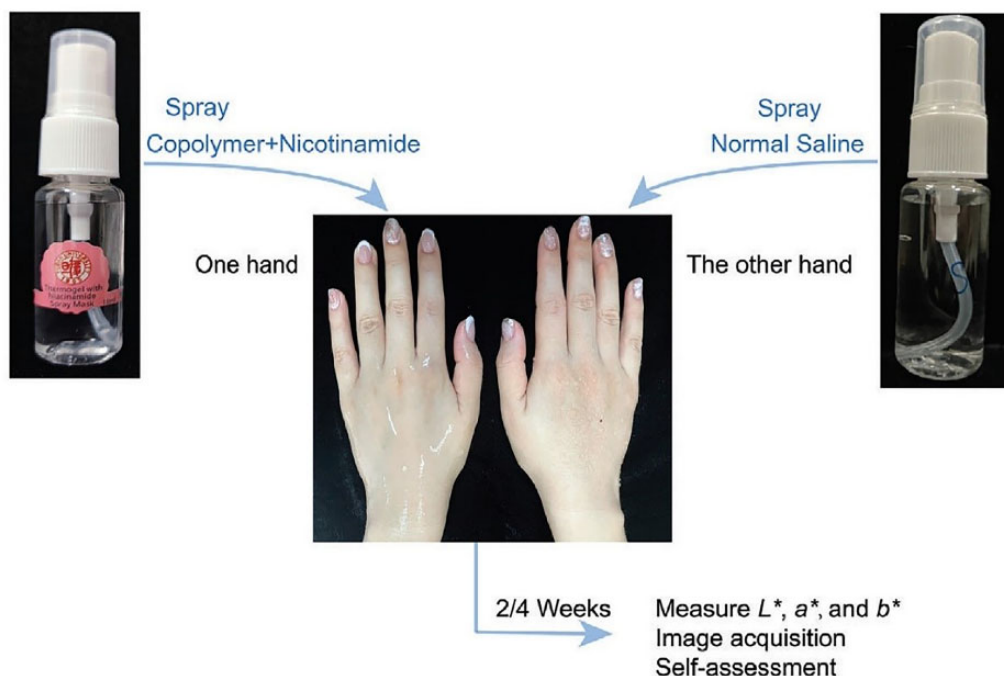 Spray
Copolymer+Nicotinamide
Spray
Normal Saline
One hand
The other hand
Thermogel with
Niacinamide
Spray Mask
S
2/4 Weeks
Measure L*, a*, and b*
Image acquisition
Self-assessment